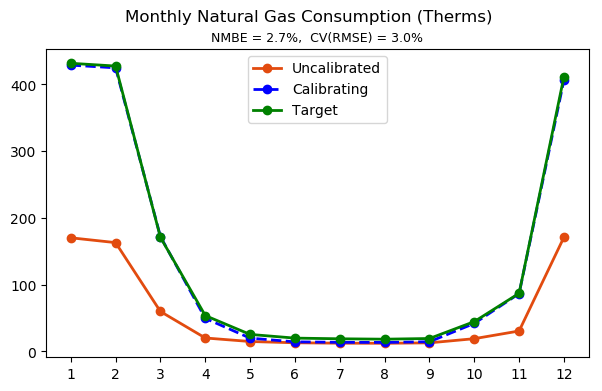 Monthly Natural Gas Consumption (Therms)
NMBE = 2.7%, CV(RMSE) = 3.0%
Uncalibrated
Calibrating
Target
400
300
200
100
0
1 2 3 4 5 6 7 8 9 10 11 12